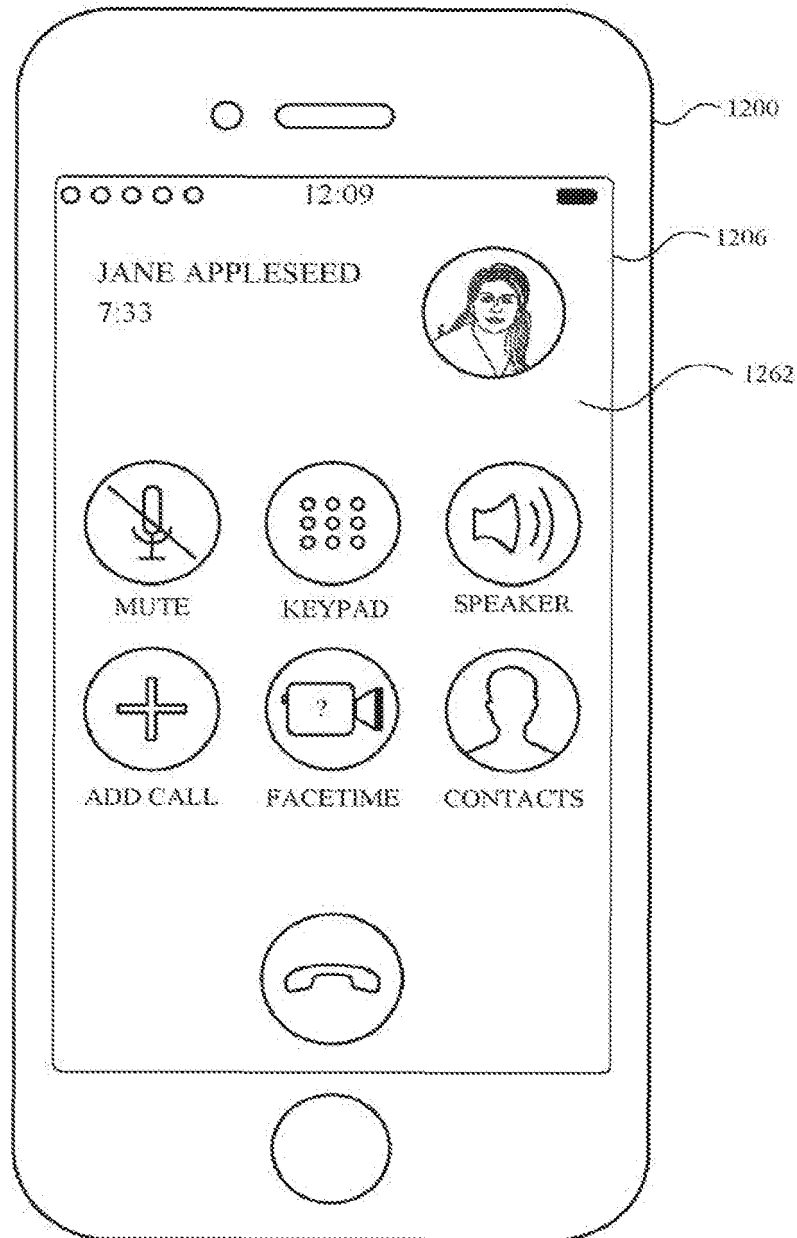 1200
12:09
1206
JANE APPLESEED
7:33
1262
MUTE KEYPAD SPEAKER
?
ADD CALL FACETIME CONTACTS